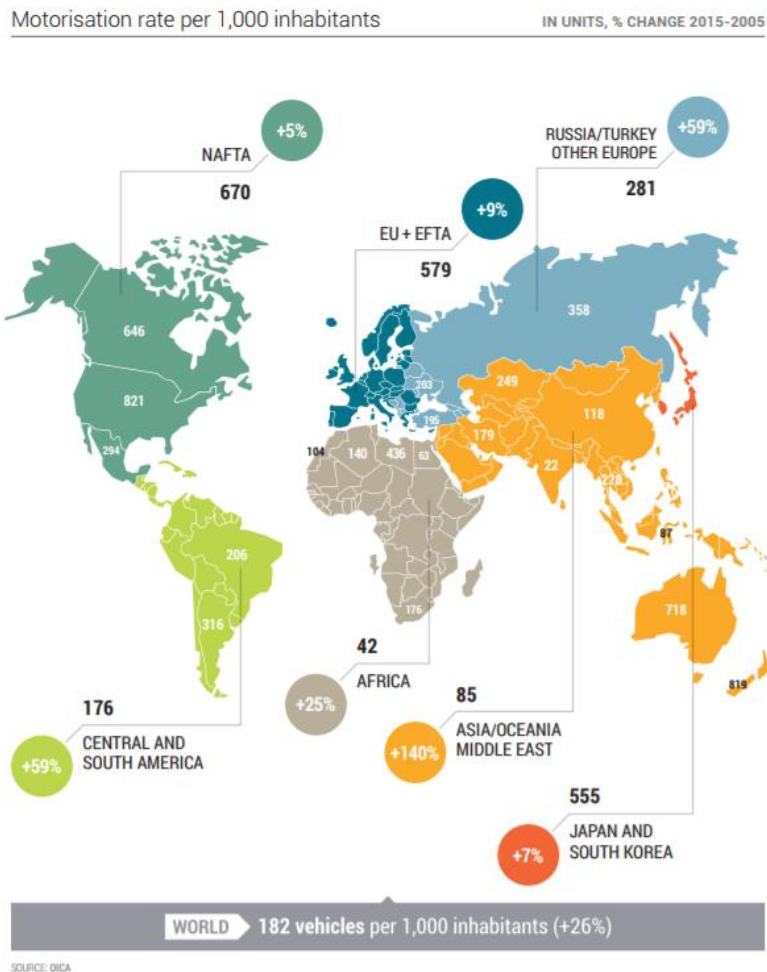 Motorisation rate per 1,000 inhabitants
IN UNITS, % CHANGE 2015-2005
+5%
NAFTA
670
+59%
RUSSIA/TURKEY
OTHER EUROPE
281
+9%
EU + EFTA
579
646
821
294
358
203
195
249
118
179
22
228
87
718
819
104
140
436
63
176
206
316
42
AFRICA
+25%
176
CENTRAL AND
SOUTH AMERICA
+59%
85
ASIA/OCEANIA
MIDDLE EAST
+140%
555
JAPAN AND
SOUTH KOREA
+7%
WORLD 182 vehicles per 1,000 inhabitants (+26%)
SOURCE: OICA